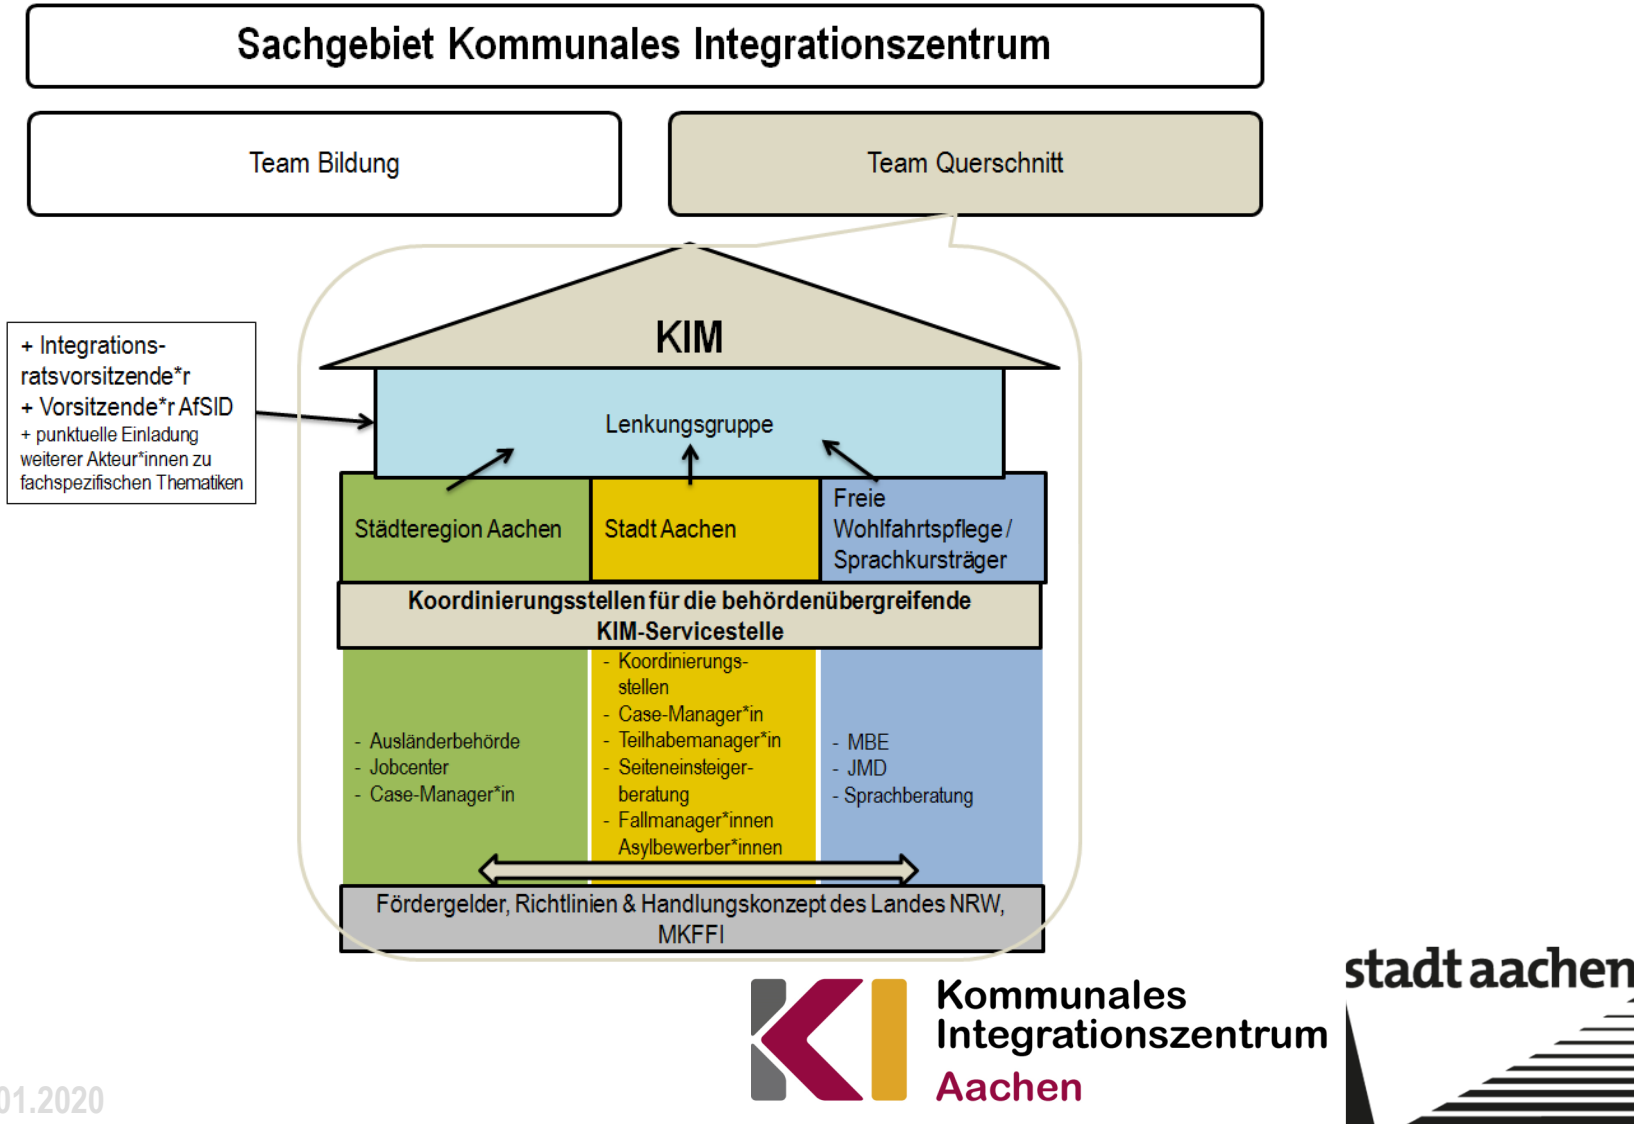 Sachgebiet Kommunales Integrationszentrum
Team Bildung
Team Querschnitt
KIM
+ Integrations-
ratsvorsitzende*r
+ Vorsitzende*r AfSID
+ punktuelle Einladung
weiterer Akteur*innen zu
fachspezifischen Thematiken
Lenkungsgruppe
Städteregion Aachen
Stadt Aachen
Freie
Wohlfahrtspflege /
Sprachkursträger
Koordinierungsstellen für die behördenübergreifende
KIM-Servicestelle
- Ausländerbehörde
- Jobcenter
- Case-Manager*in
- Koordinierungs-
stellen
- Case-Manager*in
- Teilhabemanager*in
- Seiteneinsteiger-
beratung
- Fallmanager*innen
Asylbewerber*innen
- MBE
- JMD
- Sprachberatung
Fördergelder, Richtlinien & Handlungskonzept des Landes NRW,
MKFFI
KI
Kommunales
Integrationszentrum
Aachen
stadt aachen
01.2020